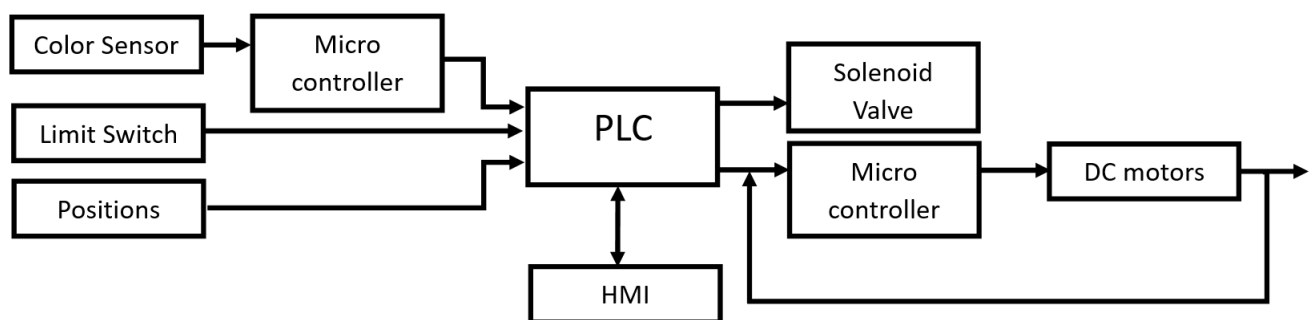 Color Sensor
Micro
controller
Limit Switch
Positions
PLC
HMI
Solenoid
Valve
Micro
controller
DC motors